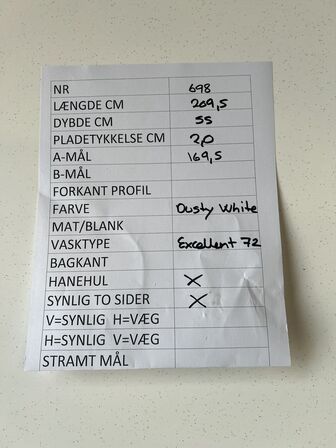 NR 698
LÆNGDE CM 209,5
DYBDE CM 55
PLADETYKKELSE CM 2,0
A-MÅL 169,5
B-MÅL
FORKANT PROFIL
FARVE Dusty White
MAT/BLANK
VASKTYPE Excellent 72
BAGKANT
HANEHUL X
SYNLIG TO SIDER X
V=SYNLIG H=VÆG
H=SYNLIG V=VÆG
STRAMT MÅL